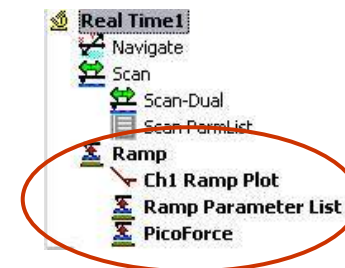 Real Time1
Navigate
Scan
Scan-Dual
Scan ParmList
Ramp
Ch1 Ramp Plot
Ramp Parameter List
PicoForce